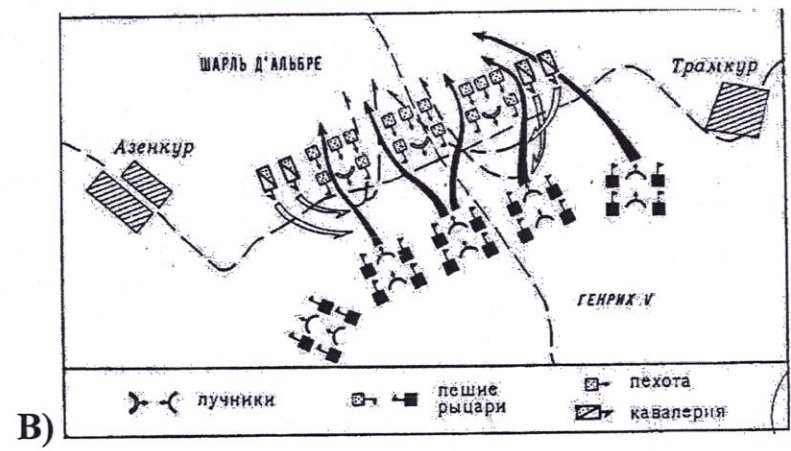 ШАРЛЬ Д'АЛЬБРЕ
Трамкур
Азенкур
ГЕНРИХ V
лучники
пешие
рыцари
пехота
кавалерия
В)